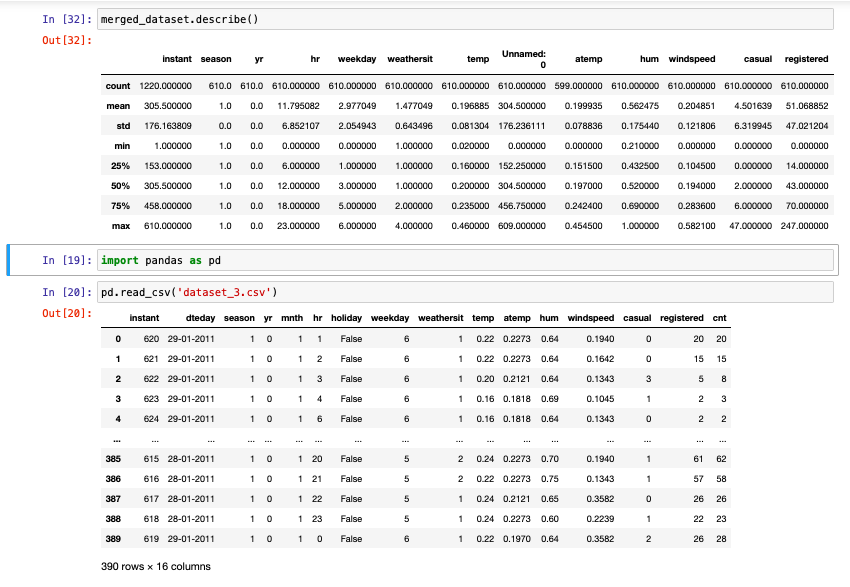 In [32]: merged_dataset.describe()
Out[32]:
instant season yr hr weekday weathersit temp Unnamed: 0 atemp hum windspeed casual registered
count 1220.000000 610.0 610.0 610.000000 610.000000 610.000000 610.000000 610.000000 599.000000 610.000000 610.000000 610.000000 610.000000
mean 305.500000 1.0 0.0 11.795082 2.977049 1.477049 0.196885 304.500000 0.199935 0.562475 0.204851 4.501639 51.068852
std 176.163809 0.0 0.0 6.852107 2.054943 0.643496 0.081304 176.236111 0.078836 0.175440 0.121806 6.319945 47.021204
min 1.000000 1.0 0.0 0.000000 0.000000 1.000000 0.020000 0.000000 0.000000 0.210000 0.000000 0.000000 0.000000
25% 153.000000 1.0 0.0 6.000000 1.000000 1.000000 0.160000 152.250000 0.151500 0.432500 0.104500 0.000000 14.000000
50% 305.500000 1.0 0.0 12.000000 3.000000 1.000000 0.200000 304.500000 0.197000 0.520000 0.194000 2.000000 43.000000
75% 458.000000 1.0 0.0 18.000000 5.000000 2.000000 0.235000 456.750000 0.242400 0.690000 0.283600 6.000000 70.000000
max 610.000000 1.0 0.0 23.000000 6.000000 4.000000 0.460000 609.000000 0.454500 1.000000 0.582100 47.000000 247.000000
In [19]: import pandas as pd
In [20]: pd.read_csv('dataset_3.csv')
Out[20]:
instant dteday season yr mnth hr holiday weekday weathersit temp atemp hum windspeed casual registered cnt
0 620 29-01-2011 1 0 1 1 False 6 1 0.22 0.2273 0.64 0.1940 0 20 20
1 621 29-01-2011 1 0 1 2 False 6 1 0.22 0.2273 0.64 0.1642 0 15 15
2 622 29-01-2011 1 0 1 3 False 6 1 0.20 0.2121 0.64 0.1343 3 5 8
3 623 29-01-2011 1 0 1 4 False 6 1 0.16 0.1818 0.69 0.1045 1 2 3
4 624 29-01-2011 1 0 1 6 False 6 1 0.16 0.1818 0.64 0.1343 0 2 2
... ... ... ... ... ... ... ... ... ... ... ... ... ... ... ... ...
385 615 28-01-2011 1 0 1 20 False 5 2 0.24 0.2273 0.70 0.1940 1 61 62
386 616 28-01-2011 1 0 1 21 False 5 2 0.22 0.2273 0.75 0.1343 1 57 58
387 617 28-01-2011 1 0 1 22 False 5 1 0.24 0.2121 0.65 0.3582 0 26 26
388 618 28-01-2011 1 0 1 23 False 5 1 0.24 0.2273 0.60 0.2239 1 22 23
389 619 29-01-2011 1 0 1 0 False 6 1 0.22 0.1970 0.64 0.3582 2 26 28
390 rows × 16 columns